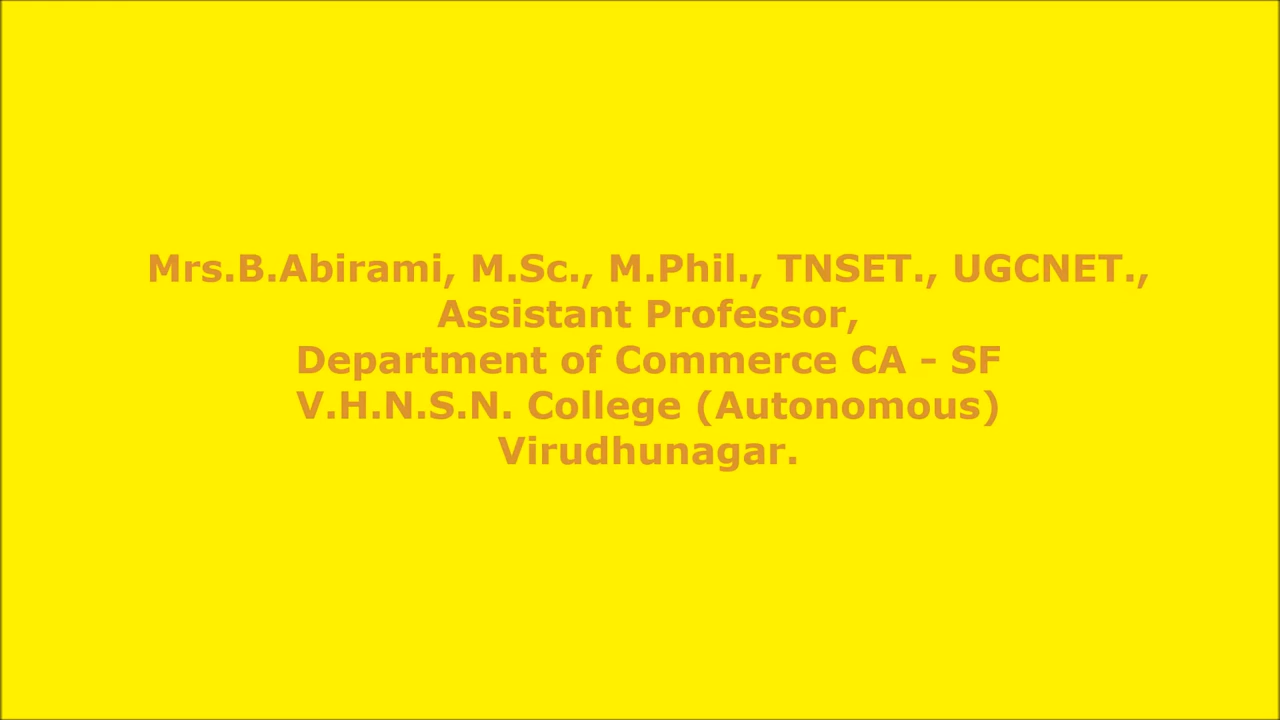 Mrs.B.Abirami, M.Sc., M.Phil., TNSET., UGCNET.,
Assistant Professor,
Department of Commerce CA - SF
V.H.N.S.N. College (Autonomous)
Virudhunagar.